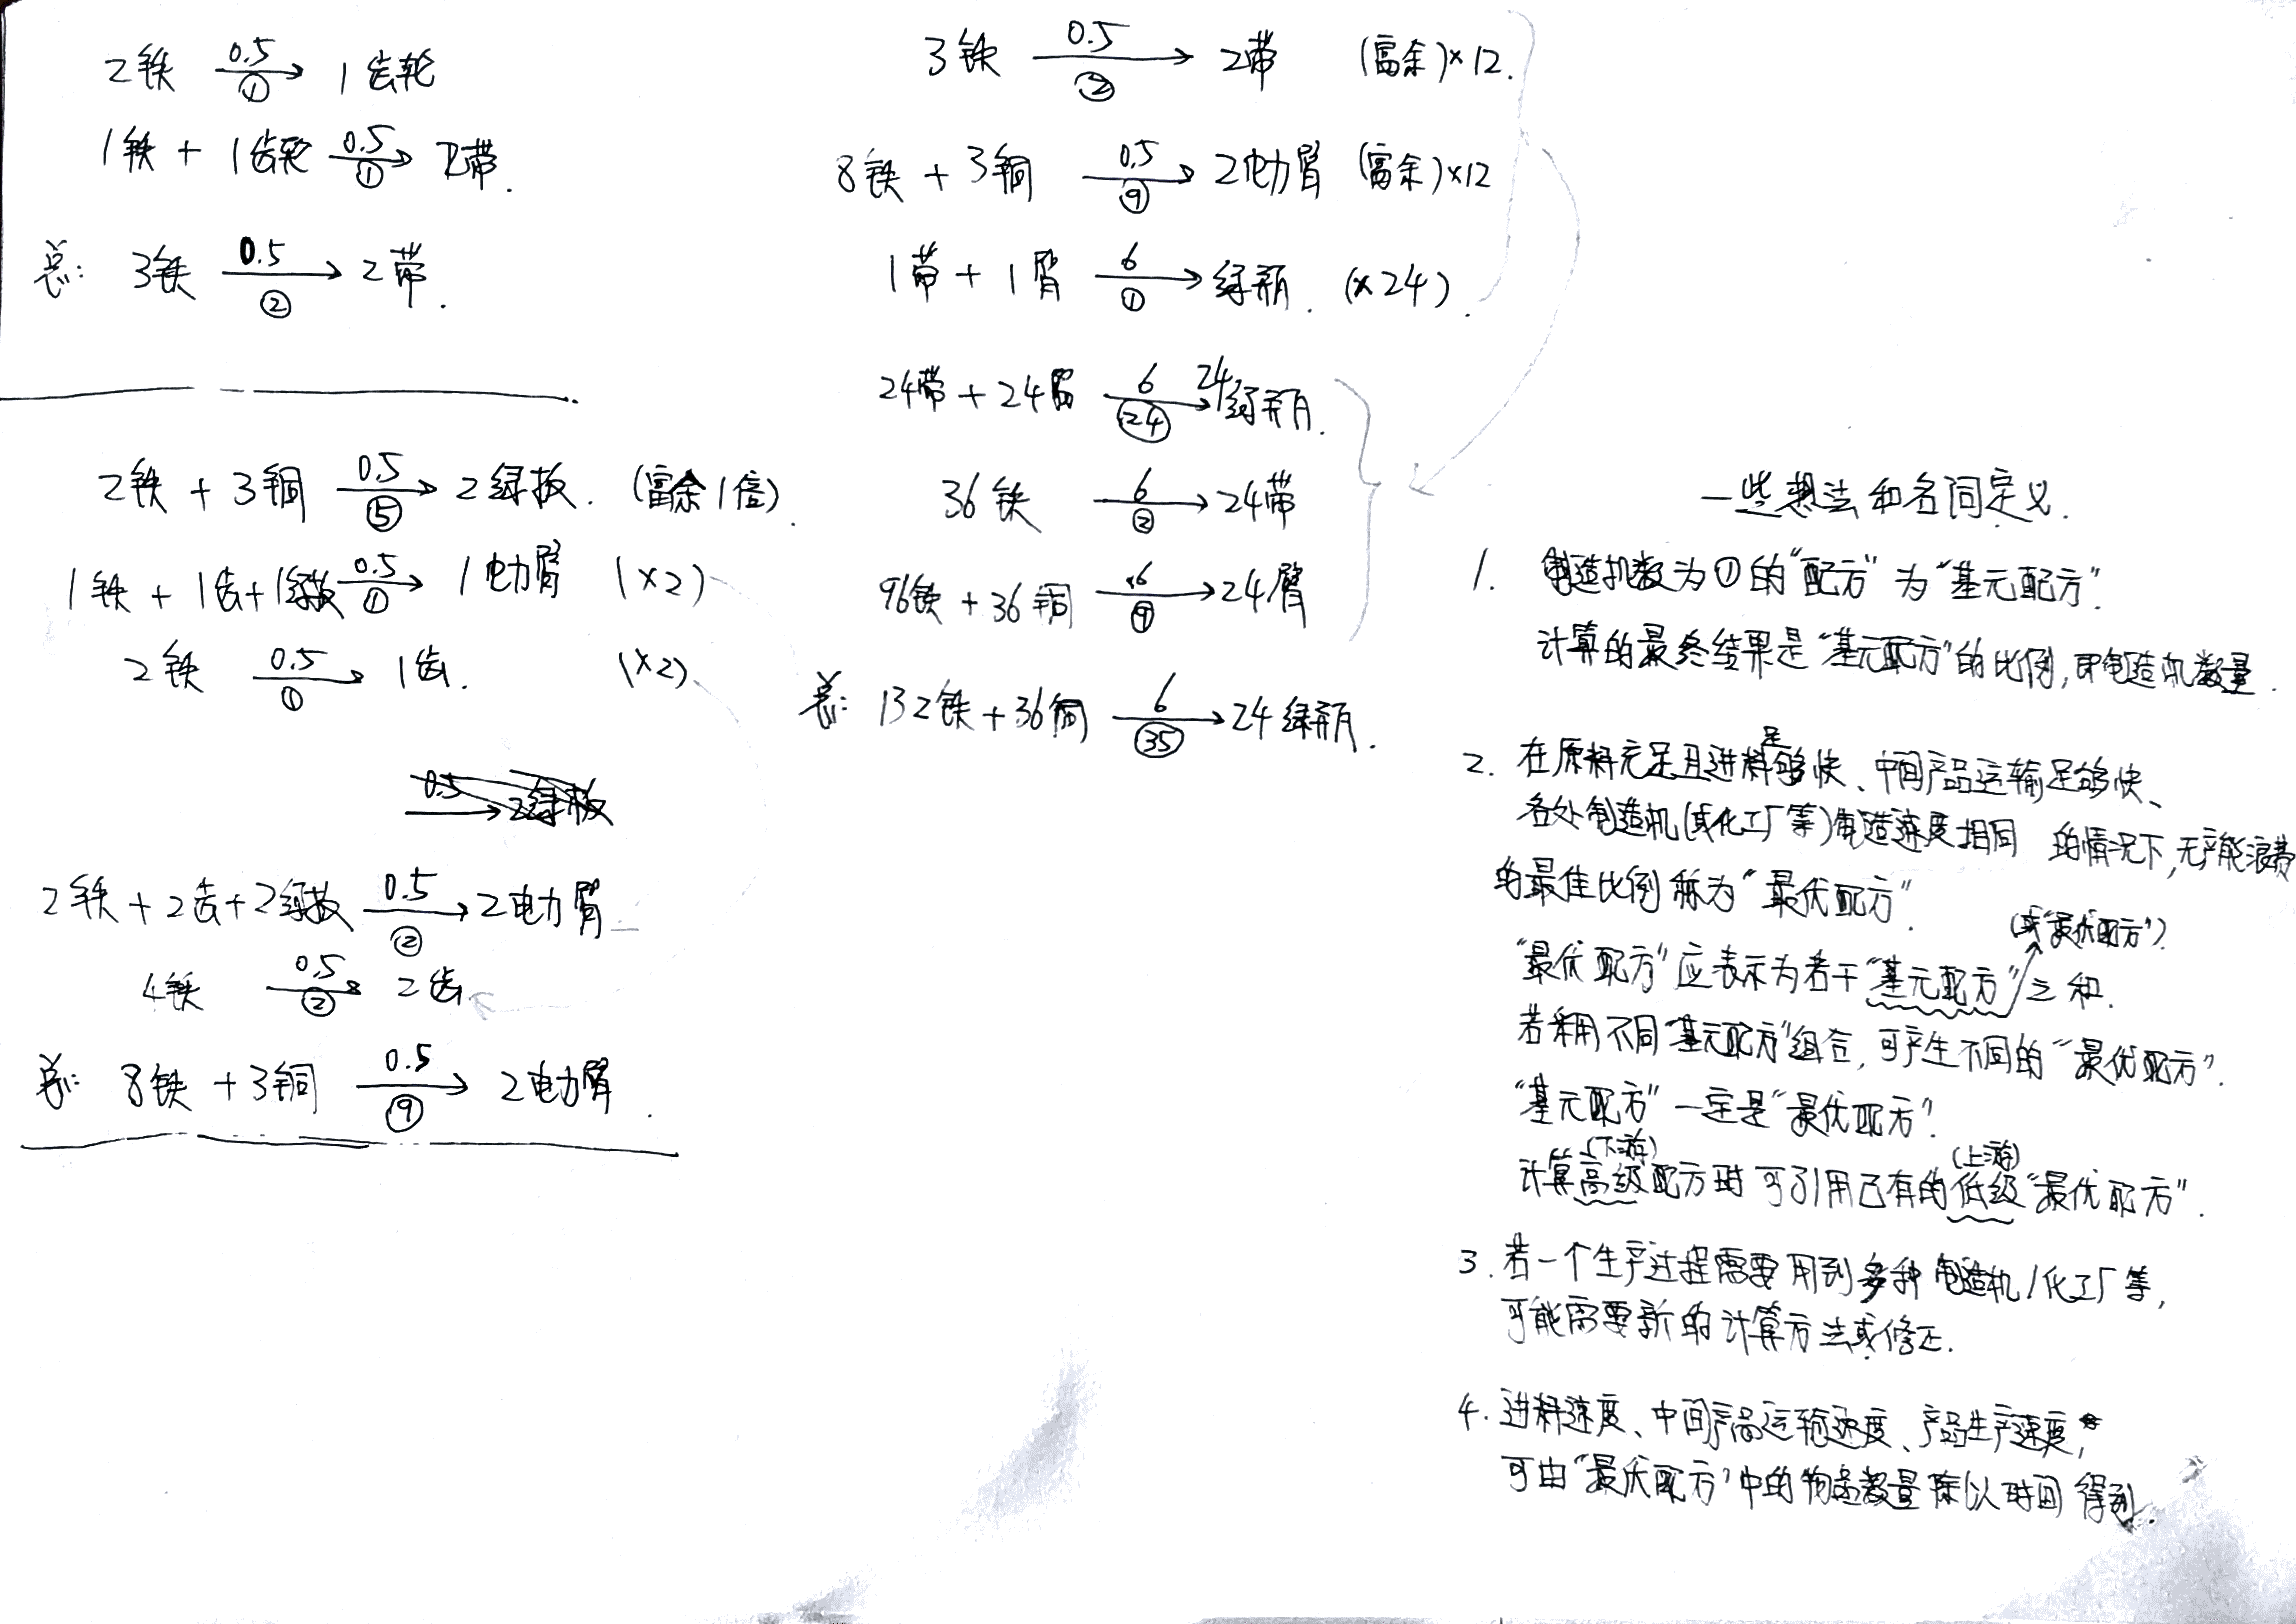 2铁 0.5 ① → 1齿轮
1铁 + 1齿轮 0.5 ① → 2带.
总: 3铁 0.5 ② → 2带.
2铁 + 3铜 0.5 ⑤ → 2绿板. (富余1倍).
1铁 + 1齿+1绿板 0.5 ① → 1电力臂 (×2)
2铁 0.5 ① → 1齿. (×2)
0.5 → 2绿板
2铁 + 2齿+2绿板 0.5 ② → 2电力臂
4铁 0.5 ② → 2齿
总: 8铁 + 3铜 0.5 ⑨ → 2电力臂.
3铁 0.5 ② → 2带 (富余)×12.
8铁 + 3铜 0.5 ⑨ → 2电力臂 (富余)×12
1带 + 1臂 6 ① → 绿瓶. (×24).
24带 + 24臂 6 ㉔ → 24绿瓶.
36铁 6 ② → 24带
96铁 + 36铜 6 ⑨ → 24臂
总: 132铁 + 36铜 6 ㉟ → 24绿瓶.
一些想法和名词定义.
1. 制造机数为①的“配方”为“基元配方”.
计算的最终结果是“基元配方”的比例,即制造机数量.
2. 在原料充足且进料足够快、中间产品运输足够快、
各处制造机(或化工厂等)制造速度相同 的情况下,无产能浪费
的最佳比例称为“最优配方”.
(或“最优配方”).
“最优配方”应表示为若干“基元配方”之和.
若采用不同“基元配方”组合,可产生不同的“最优配方”.
“基元配方”一定是“最优配方”.
(下游) (上游)
计算高级配方时可引用已有的低级“最优配方”.
3. 若一个生产过程需要用到多种制造机/化工厂等,
可能需要新的计算方法或修正.
4. 进料速度、中间产品运输速度、产品生产速度,
可由“最优配方”中的物品数量除以时间得到.